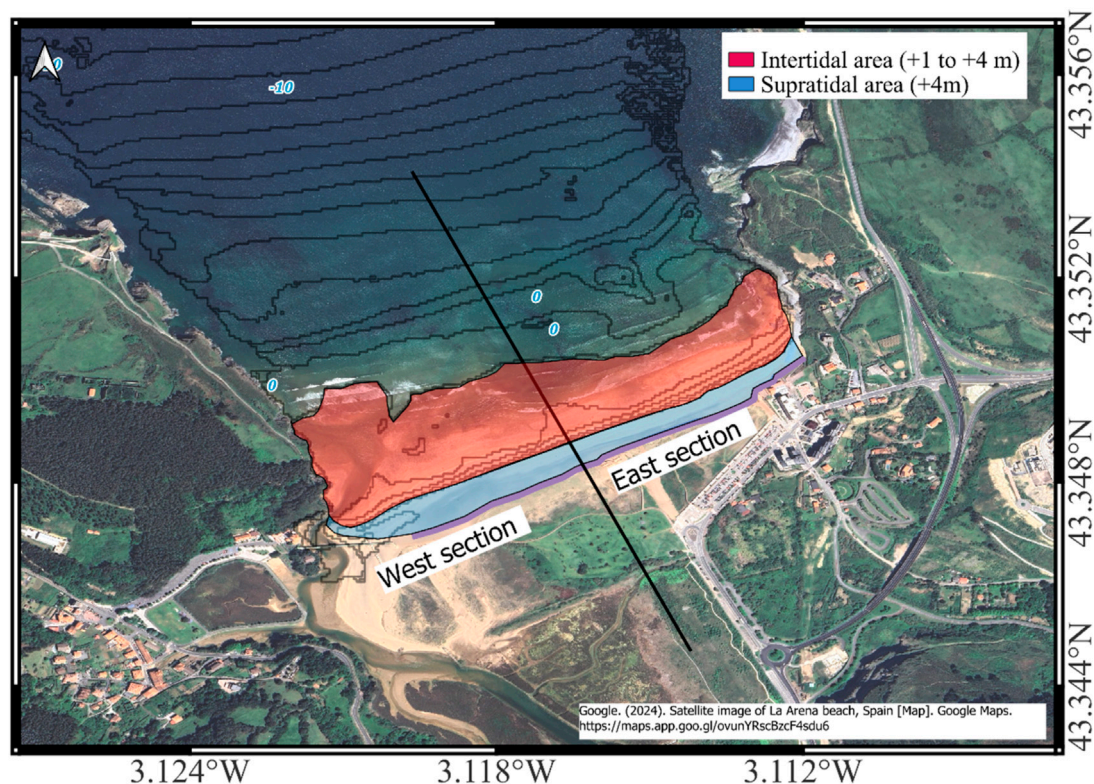 Intertidal area (+1 to +4 m)
Supratidal area (+4m)
0
-10
0
0
0
East section
West section
Google. (2024). Satellite image of La Arena beach, Spain [Map]. Google Maps.
https://maps.app.goo.gl/ovunYRscBzcF4sdu6
43.356°N
43.352°N
43.348°N
43.344°N
3.124°W
3.118°W
3.112°W